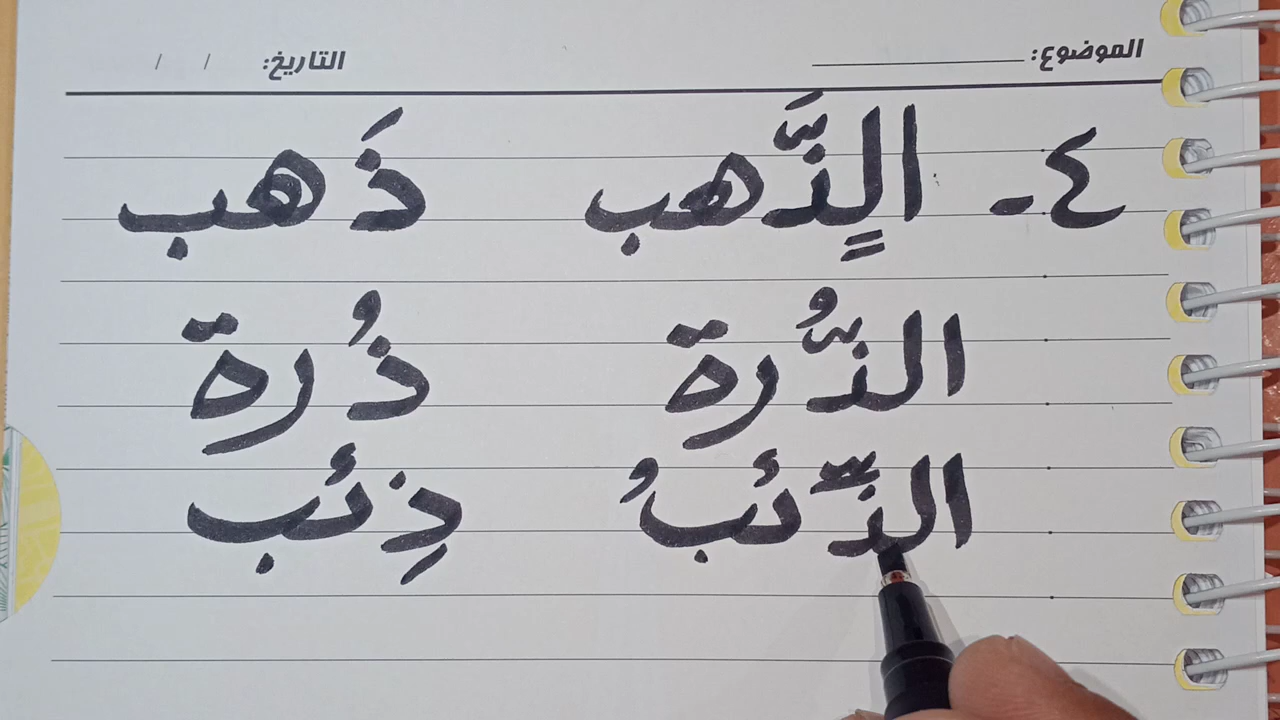 الموضوع: التاريخ: / /
٤- الذَّهب ذَهب
الذُّرة ذُرة
الذِّئبُ ذِئب